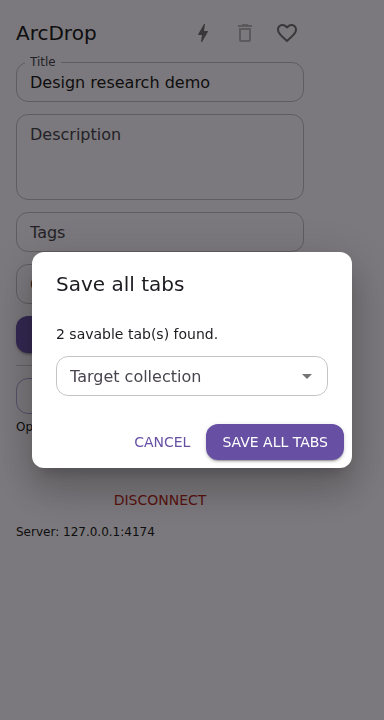 ArcDrop
Title
Design research demo
Description
Tags
Save all tabs
2 savable tab(s) found.
Target collection
CANCEL
SAVE ALL TABS
DISCONNECT
Server: 127.0.0.1:4174